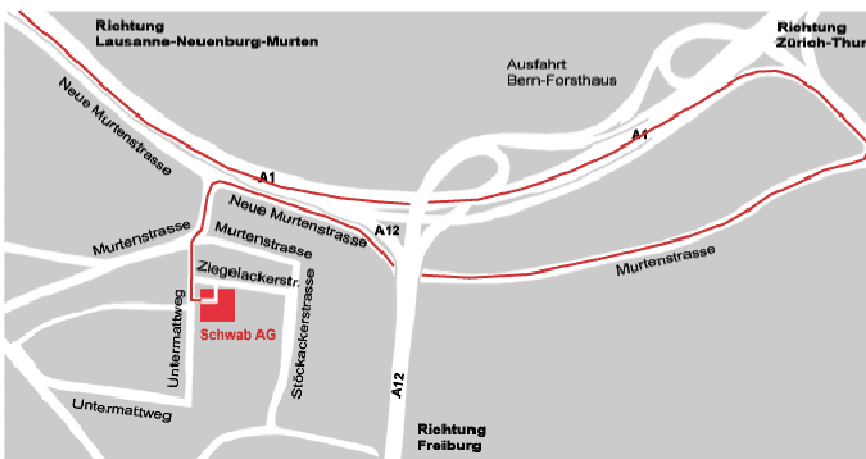 Richtung
Lausanne-Neuenburg-Murten
Richtung
Zürich-Thun
Ausfahrt
Bern-Forsthaus
Neue Murtenstrasse
A1
A1
Neue Murtenstrasse
A12
Murtenstrasse
Murtenstrasse
Murtenstrasse
Ziegelackerstr.
Schwab AG
Untermattweg
Stöckackerstrasse
Untermattweg
A12
Richtung
Freiburg